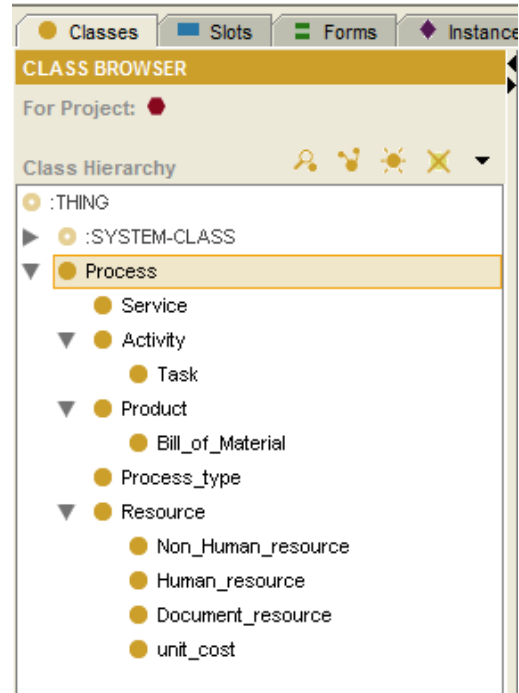 Classes Slots Forms Instance
CLASS BROWSER
For Project:
Class Hierarchy
:THING
:SYSTEM-CLASS
Process
Service
Activity
Task
Product
Bill_of_Material
Process_type
Resource
Non_Human_resource
Human_resource
Document_resource
unit_cost